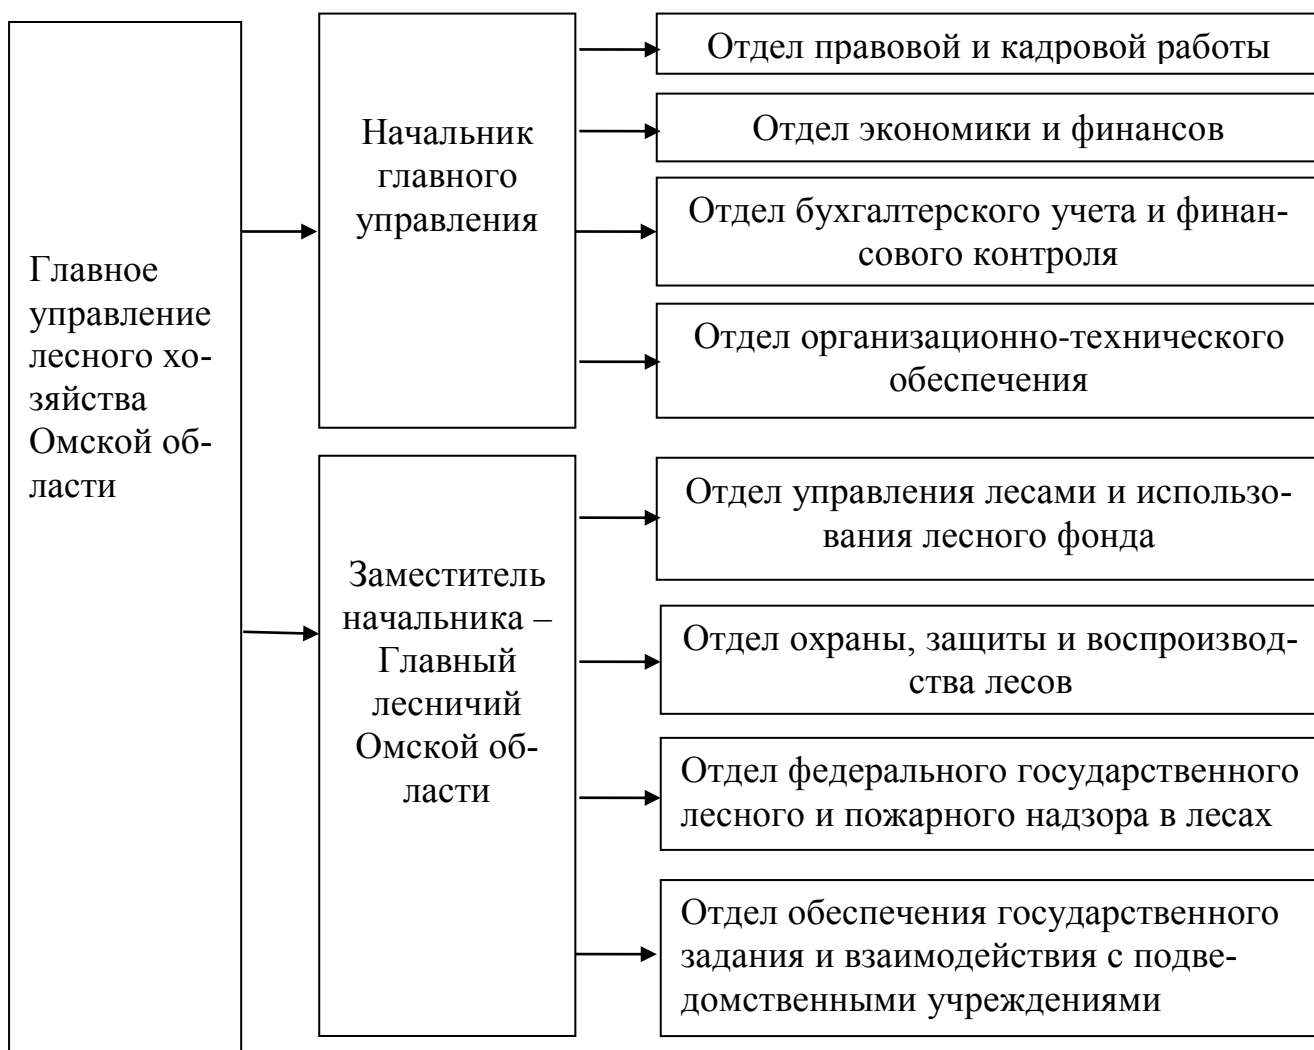 Главное
управление
лесного хо-
зяйства
Омской об-
ласти
Начальник
главного
управления
Отдел правовой и кадровой работы
Отдел экономики и финансов
Отдел бухгалтерского учета и финан-
сового контроля
Отдел организационно-технического
обеспечения
Заместитель
начальника –
Главный
лесничий
Омской об-
ласти
Отдел управления лесами и использо-
вания лесного фонда
Отдел охраны, защиты и воспроизвод-
ства лесов
Отдел федерального государственного
лесного и пожарного надзора в лесах
Отдел обеспечения государственного
задания и взаимодействия с подве-
домственными учреждениями